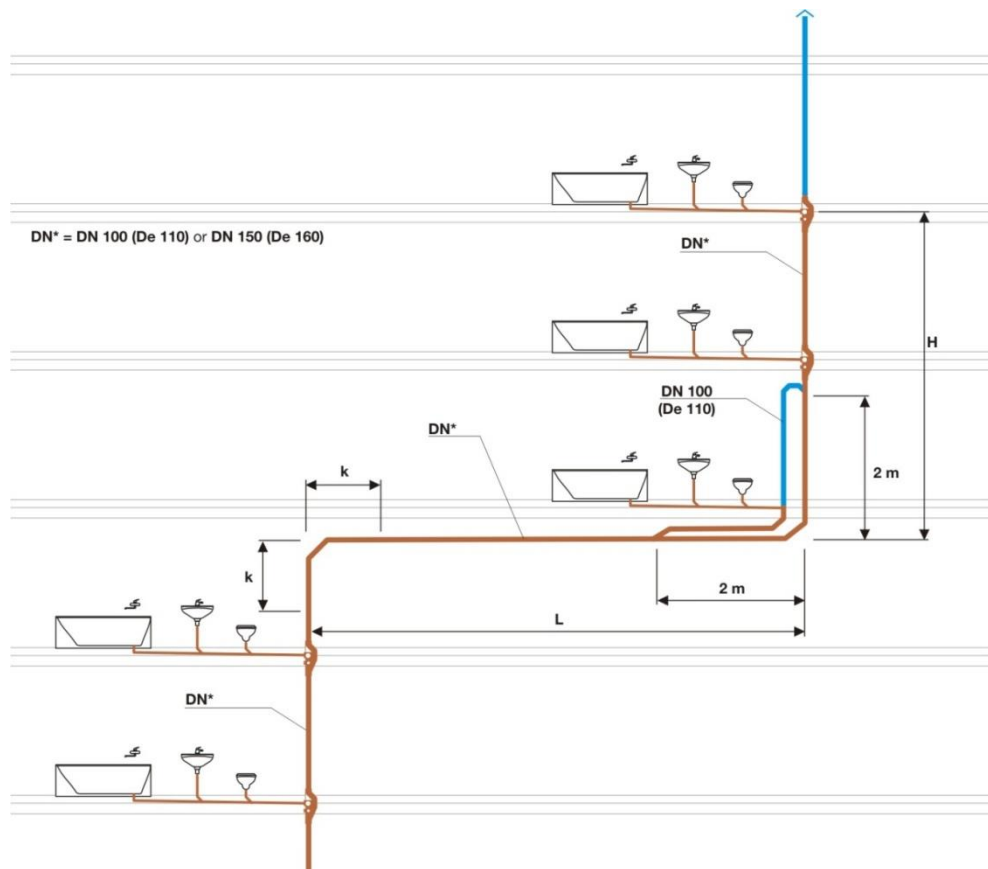 DN* = DN 100 (De 110) or DN 150 (De 160)
DN*
H
DN 100
(De 110)
DN*
2 m
k
k
2 m
L
DN*